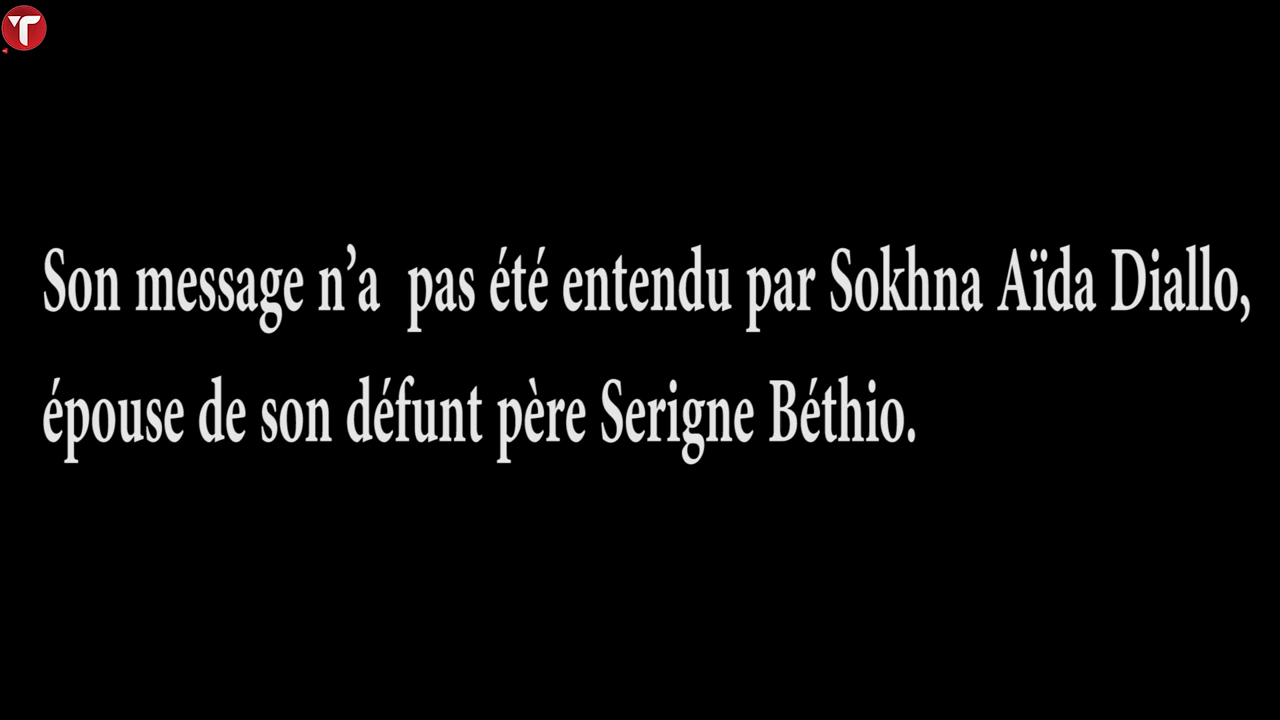 Son message n’a  pas été entendu par Sokhna Aïda Diallo,
épouse de son défunt père Serigne Béthio.